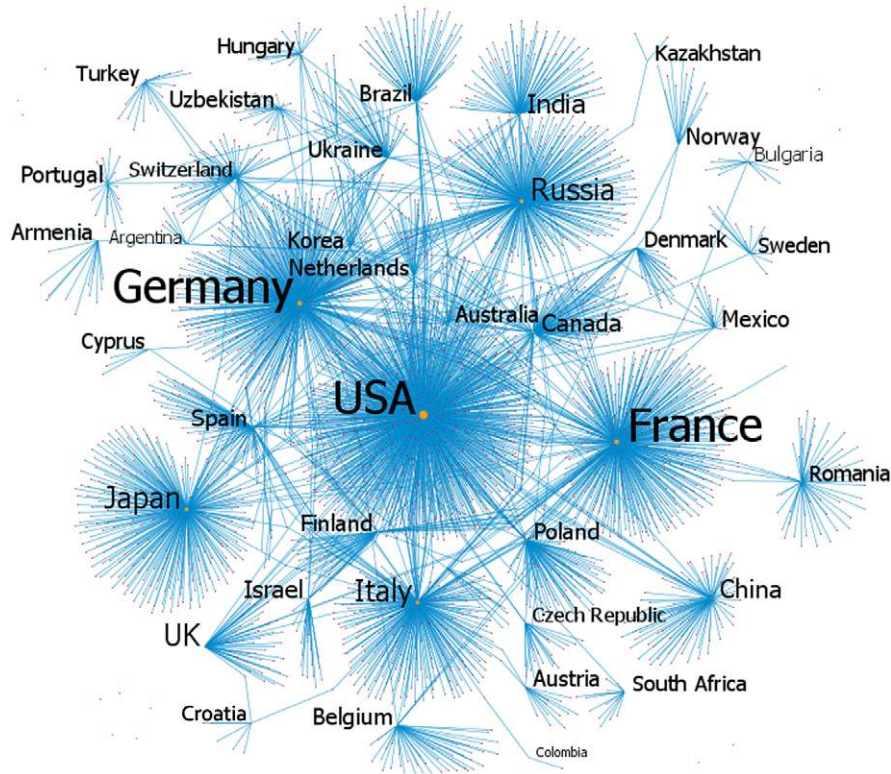 Hungary
Kazakhstan
Turkey
Uzbekistan
Brazil
India
Norway
Ukraine
Bulgaria
Portugal
Switzerland
Russia
Armenia
Argentina
Korea
Denmark
Sweden
Netherlands
Germany
Australia
Canada
Mexico
Cyprus
USA
Spain
France
Romania
Japan
Finland
Poland
Israel
Italy
China
UK
Czech Republic
Austria
South Africa
Croatia
Belgium
Colombia